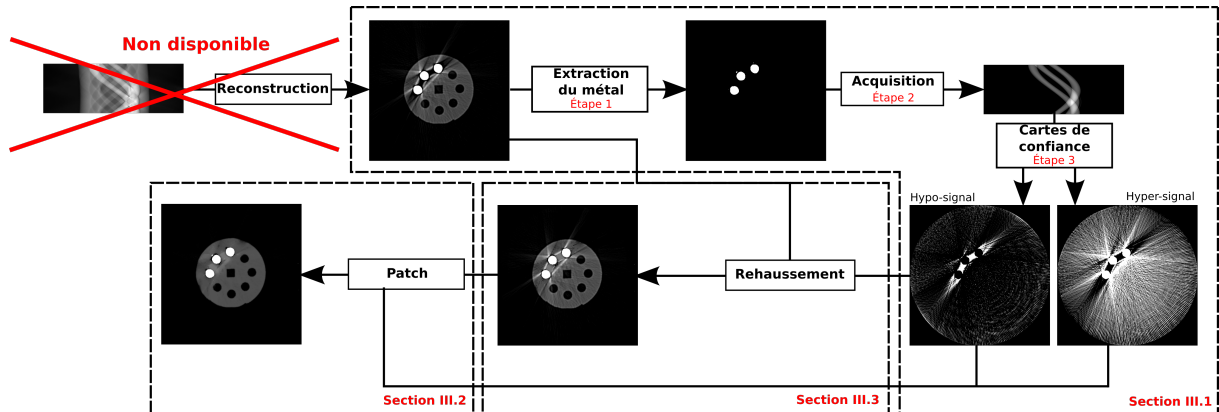 Non disponible
Reconstruction
Extraction
du métal
Étape 1
Acquisition
Étape 2
Cartes de
confiance
Étape 3
Hypo-signal
Hyper-signal
Patch
Rehaussement
Section III.2
Section III.3
Section III.1